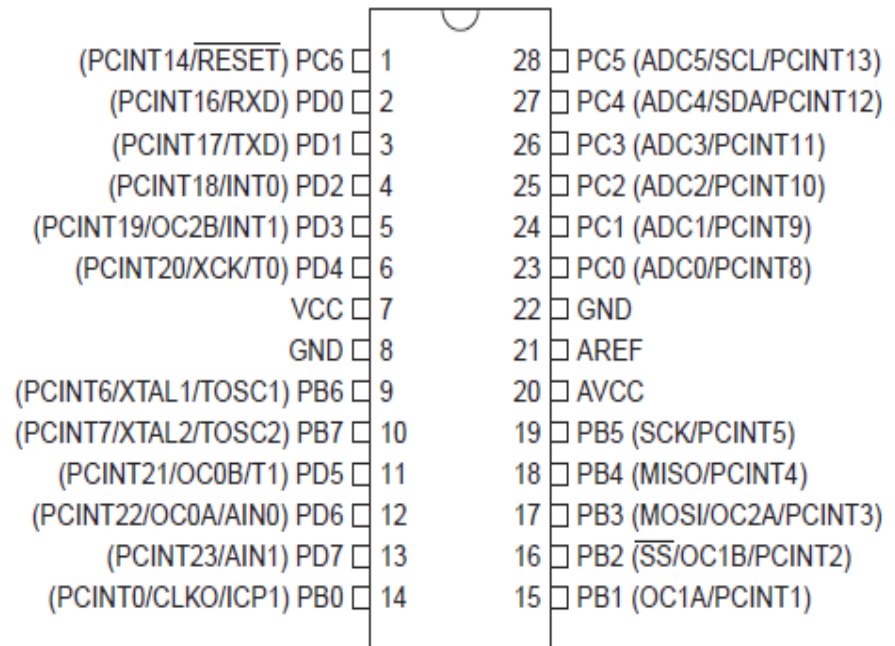 (PCINT14/RESET) PC6 1 28 PC5 (ADC5/SCL/PCINT13)
(PCINT16/RXD) PD0 2 27 PC4 (ADC4/SDA/PCINT12)
(PCINT17/TXD) PD1 3 26 PC3 (ADC3/PCINT11)
(PCINT18/INT0) PD2 4 25 PC2 (ADC2/PCINT10)
(PCINT19/OC2B/INT1) PD3 5 24 PC1 (ADC1/PCINT9)
(PCINT20/XCK/T0) PD4 6 23 PC0 (ADC0/PCINT8)
VCC 7 22 GND
GND 8 21 AREF
(PCINT6/XTAL1/TOSC1) PB6 9 20 AVCC
(PCINT7/XTAL2/TOSC2) PB7 10 19 PB5 (SCK/PCINT5)
(PCINT21/OC0B/T1) PD5 11 18 PB4 (MISO/PCINT4)
(PCINT22/OC0A/AIN0) PD6 12 17 PB3 (MOSI/OC2A/PCINT3)
(PCINT23/AIN1) PD7 13 16 PB2 (SS/OC1B/PCINT2)
(PCINT0/CLKO/ICP1) PB0 14 15 PB1 (OC1A/PCINT1)